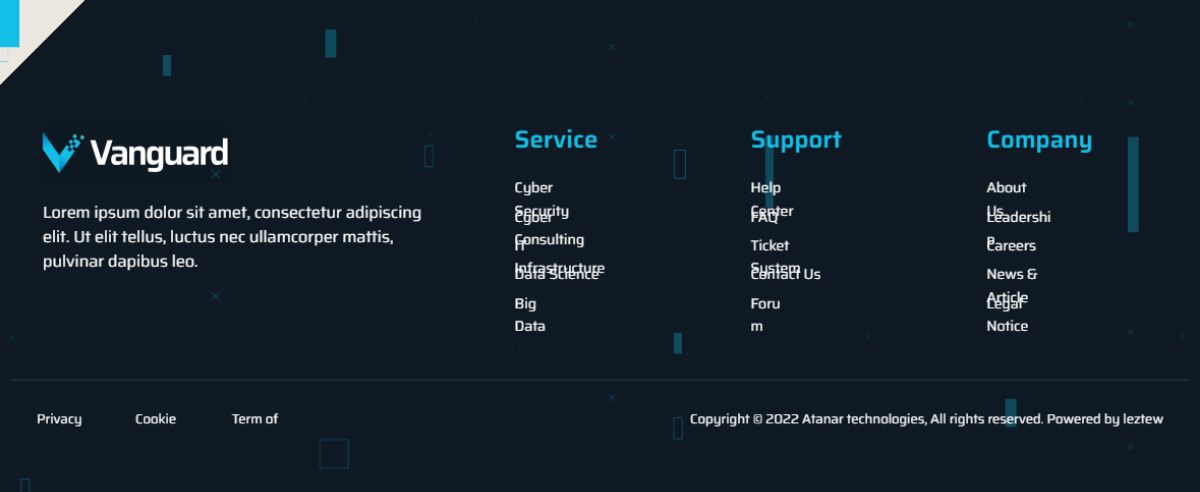 Vanguard
Lorem ipsum dolor sit amet, consectetur adipiscing
elit. Ut elit tellus, luctus nec ullamcorper mattis,
pulvinar dapibus leo.
Service
Cyber
Security
Cyber
Consulting
IT
Infrastructure
Data Science
Big
Data
Support
Help
Center
FAQ
Ticket
System
Contact Us
Foru
m
Company
About
Us
Leadershi
p
Careers
News &
Article
Legal
Notice
Privacy
Cookie
Term of
Copyright © 2022 Atanar technologies, All rights reserved. Powered by leztew